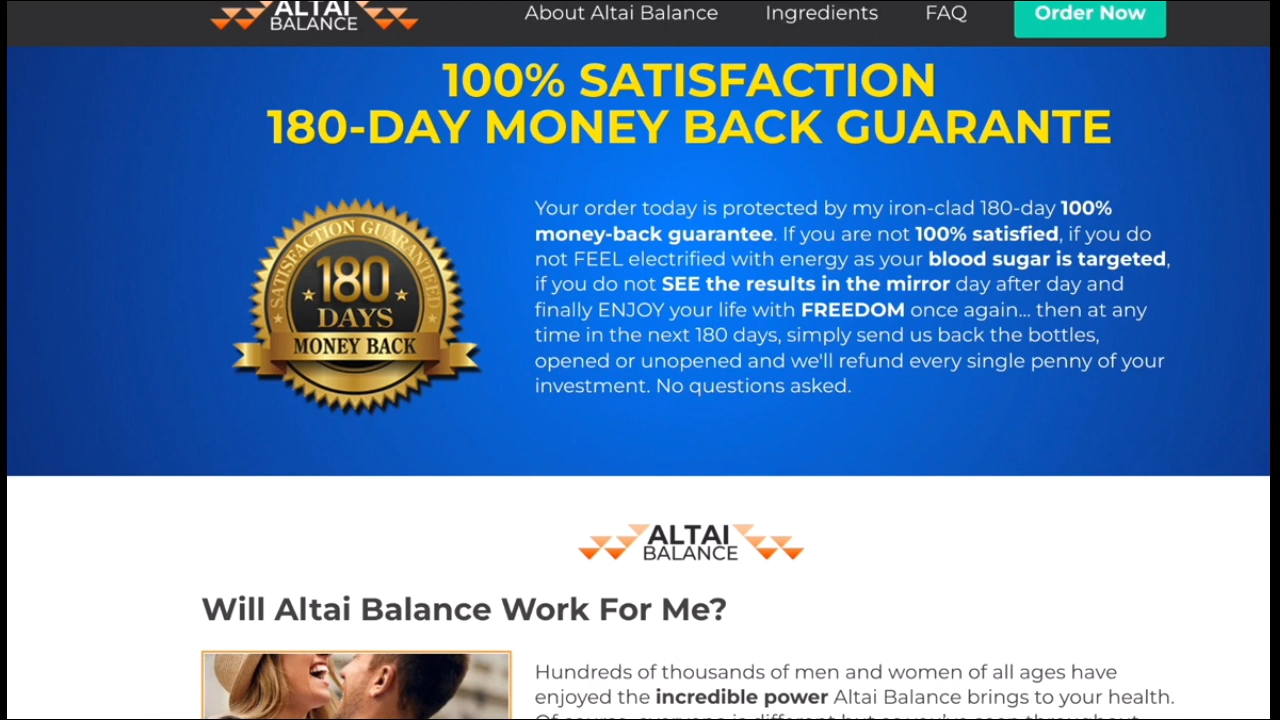 ALTAI
BALANCE
About Altai Balance
Ingredients
FAQ
Order Now
100% SATISFACTION
180-DAY MONEY BACK GUARANTE
SATISFACTION GUARANTEED
180
DAYS
MONEY BACK
Your order today is protected by my iron-clad 180-day 100%
money-back guarantee. If you are not 100% satisfied, if you do
not FEEL electrified with energy as your blood sugar is targeted,
if you do not SEE the results in the mirror day after day and
finally ENJOY your life with FREEDOM once again... then at any
time in the next 180 days, simply send us back the bottles,
opened or unopened and we'll refund every single penny of your
investment. No questions asked.
ALTAI
BALANCE
Will Altai Balance Work For Me?
Hundreds of thousands of men and women of all ages have
enjoyed the incredible power Altai Balance brings to your health.